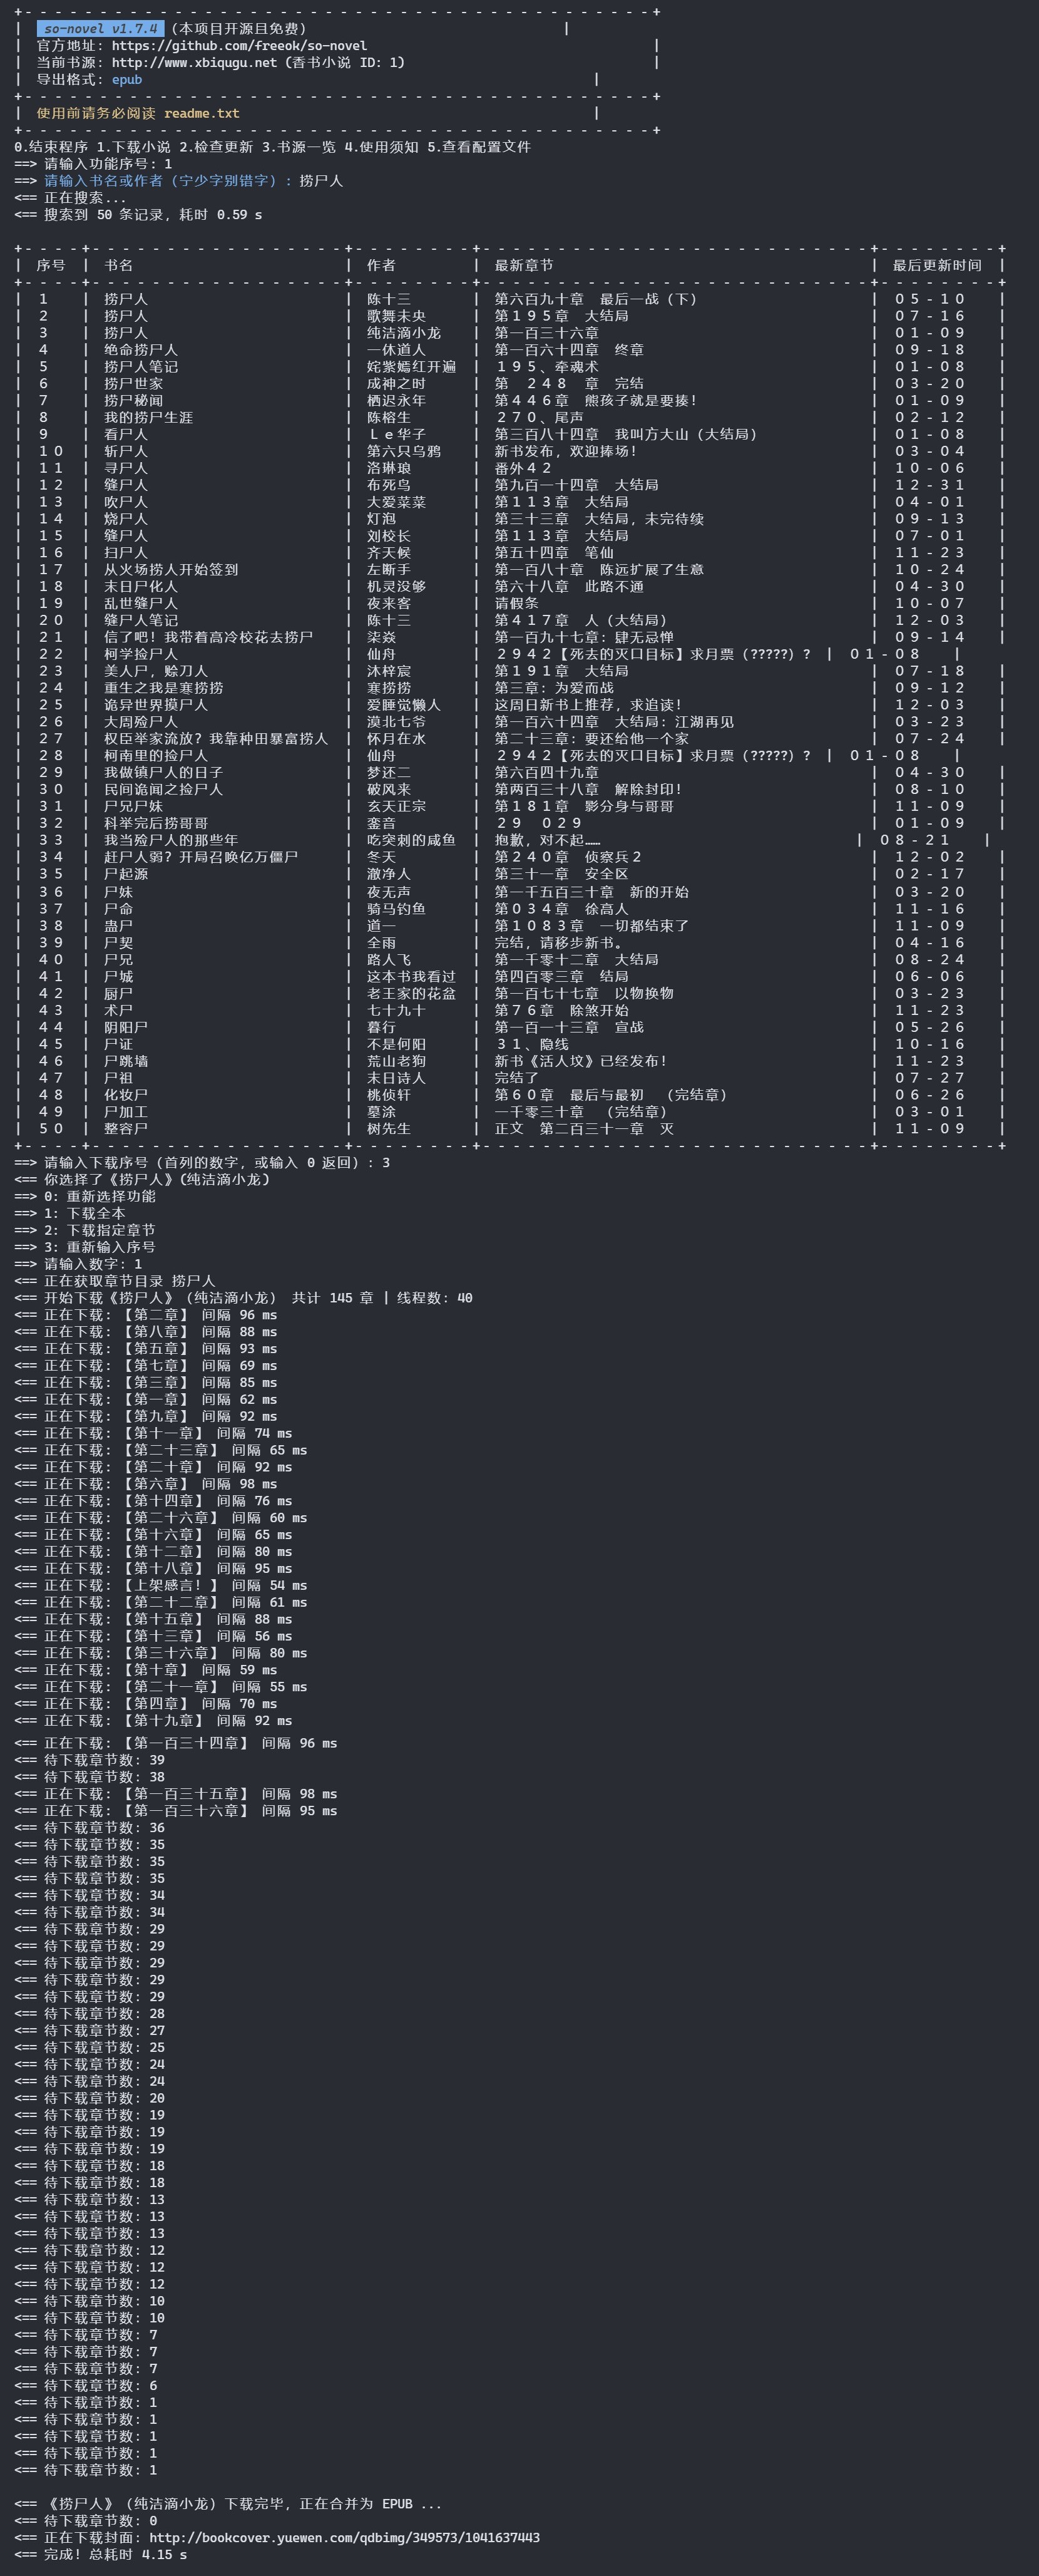 +- - - - - - - - - - - - - - - - - - - - - - - - - - - - - - - - - - - - - - - - - - +
| so-novel v1.7.4 (本项目开源且免费) |
| 官方地址: https://github.com/freeok/so-novel |
| 当前书源: http://www.xbiqugu.net (香书小说 ID: 1) |
| 导出格式: epub |
+- - - - - - - - - - - - - - - - - - - - - - - - - - - - - - - - - - - - - - - - - - +
| 使用前请务必阅读 readme.txt |
+- - - - - - - - - - - - - - - - - - - - - - - - - - - - - - - - - - - - - - - - - - +
0.结束程序 1.下载小说 2.检查更新 3.书源一览 4.使用须知 5.查看配置文件
==> 请输入功能序号: 1
==> 请输入书名或作者（宁少字别错字）: 捞尸人
<== 正在搜索...
<== 搜索到 50 条记录, 耗时 0.59 s
+- - - -+- - - - - - - - - - - - - - - - -+- - - - - - - -+- - - - - - - - - - - - - - - - - - - - - - - - - -+- - - - - - - -+
| 序号 | 书名 | 作者 | 最新章节 | 最后更新时间 |
+- - - -+- - - - - - - - - - - - - - - - -+- - - - - - - -+- - - - - - - - - - - - - - - - - - - - - - - - - -+- - - - - - - -+
| １ | 捞尸人 | 陈十三 | 第六百九十章　最后一战（下） | ０５-１０ |
| ２ | 捞尸人 | 歌舞未央 | 第１９５章　大结局 | ０７-１６ |
| ３ | 捞尸人 | 纯洁滴小龙 | 第一百三十六章 | ０１-０９ |
| ４ | 绝命捞尸人 | 一休道人 | 第一百六十四章　终章 | ０９-１８ |
| ５ | 捞尸人笔记 | 姹紫嫣红开遍 | １９５、牵魂术 | ０１-０８ |
| ６ | 捞尸世家 | 成神之时 | 第　２４８　章　完结 | ０３-２０ |
| ７ | 捞尸秘闻 | 栖迟永年 | 第４４６章　熊孩子就是要揍！ | ０１-０９ |
| ８ | 我的捞尸生涯 | 陈榕生 | ２７０、尾声 | ０２-１２ |
| ９ | 看尸人 | Ｌｅ华子 | 第三百八十四章　我叫方大山（大结局） | ０１-０８ |
| １０ | 斩尸人 | 第六只乌鸦 | 新书发布，欢迎捧场！ | ０３-０４ |
| １１ | 寻尸人 | 洛琳琅 | 番外４２ | １０-０６ |
| １２ | 缝尸人 | 布死鸟 | 第九百一十四章　大结局 | １２-３１ |
| １３ | 吹尸人 | 大爱菜菜 | 第１１３章　大结局 | ０４-０１ |
| １４ | 烧尸人 | 灯泡 | 第三十三章　大结局，未完待续 | ０９-１３ |
| １５ | 缝尸人 | 刘校长 | 第１１３章　大结局 | ０７-０１ |
| １６ | 扫尸人 | 齐天候 | 第五十四章　笔仙 | １１-２３ |
| １７ | 从火场捞人开始签到 | 左断手 | 第一百八十章　陈远扩展了生意 | １０-２４ |
| １８ | 末日尸化人 | 机灵没够 | 第六十八章　此路不通 | ０４-３０ |
| １９ | 乱世缝尸人 | 夜来客 | 请假条 | １０-０７ |
| ２０ | 缝尸人笔记 | 陈十三 | 第４１７章　人（大结局） | １２-０３ |
| ２１ | 信了吧！我带着高冷校花去捞尸 | 柒焱 | 第一百九十七章：肆无忌惮 | ０９-１４ |
| ２２ | 柯学捡尸人 | 仙舟 | ２９４２【死去的灭口目标】求月票（?????）？ | ０１-０８ |
| ２３ | 美人尸，赊刀人 | 沐梓宸 | 第１９１章　大结局 | ０７-１８ |
| ２４ | 重生之我是寒捞捞 | 寒捞捞 | 第三章：为爱而战 | ０９-１２ |
| ２５ | 诡异世界摸尸人 | 爱睡觉懒人 | 这周日新书上推荐，求追读！ | １２-０３ |
| ２６ | 大周殓尸人 | 漠北七爷 | 第一百六十四章　大结局：江湖再见 | ０３-２３ |
| ２７ | 权臣举家流放？我靠种田暴富捞人 | 怀月在水 | 第二十三章：要还给他一个家 | ０７-２４ |
| ２８ | 柯南里的捡尸人 | 仙舟 | ２９４２【死去的灭口目标】求月票（?????）？ | ０１-０８ |
| ２９ | 我做镇尸人的日子 | 梦还二 | 第六百四十九章 | ０４-３０ |
| ３０ | 民间诡闻之捡尸人 | 破风来 | 第两百三十八章　解除封印！ | ０８-１０ |
| ３１ | 尸兄尸妹 | 玄天正宗 | 第１８１章　影分身与哥哥 | １１-０９ |
| ３２ | 科举完后捞哥哥 | 銮音 | ２９　０２９ | ０１-０９ |
| ３３ | 我当殓尸人的那些年 | 吃突刺的咸鱼 | 抱歉，对不起…… | ０８-２１ |
| ３４ | 赶尸人弱？开局召唤亿万僵尸 | 冬天 | 第２４０章　侦察兵２ | １２-０２ |
| ３５ | 尸起源 | 澈净人 | 第三十一章　安全区 | ０２-１７ |
| ３６ | 尸妹 | 夜无声 | 第一千五百三十章　新的开始 | ０３-２０ |
| ３７ | 尸命 | 骑马钓鱼 | 第０３４章　徐高人 | １１-１６ |
| ３８ | 蛊尸 | 道一 | 第１０８３章　一切都结束了 | １１-０９ |
| ３９ | 尸契 | 全雨 | 完结，请移步新书。 | ０４-１６ |
| ４０ | 尸兄 | 路人飞 | 第一千零十二章　大结局 | ０８-２４ |
| ４１ | 尸城 | 这本书我看过 | 第四百零三章　结局 | ０６-０６ |
| ４２ | 厨尸 | 老王家的花盆 | 第一百七十七章　以物换物 | ０３-２３ |
| ４３ | 术尸 | 七十九十 | 第７６章　除煞开始 | １１-２３ |
| ４４ | 阴阳尸 | 暮行 | 第一百一十三章　宣战 | ０５-２６ |
| ４５ | 尸证 | 不是何阳 | ３１、隐线 | １０-１６ |
| ４６ | 尸跳墙 | 荒山老狗 | 新书《活人坟》已经发布！ | １１-２３ |
| ４７ | 尸祖 | 末日诗人 | 完结了 | ０７-２７ |
| ４８ | 化妆尸 | 桃侦轩 | 第６０章　最后与最初　（完结章） | ０６-２６ |
| ４９ | 尸加工 | 墓涂 | 一千零三十章　（完结章） | ０３-０１ |
| ５０ | 整容尸 | 树先生 | 正文　第二百三十一章　灭 | １１-０９ |
+- - - -+- - - - - - - - - - - - - - - - -+- - - - - - - -+- - - - - - - - - - - - - - - - - - - - - - - - - -+- - - - - - - -+
==> 请输入下载序号（首列的数字, 或输入 0 返回）: 3
<== 你选择了《捞尸人》(纯洁滴小龙)
==> 0: 重新选择功能
==> 1: 下载全本
==> 2: 下载指定章节
==> 3: 重新输入序号
==> 请输入数字: 1
<== 正在获取章节目录 捞尸人
<== 开始下载《捞尸人》（纯洁滴小龙） 共计 145 章 | 线程数: 40
<== 正在下载: 【第二章】 间隔 96 ms
<== 正在下载: 【第八章】 间隔 88 ms
<== 正在下载: 【第五章】 间隔 93 ms
<== 正在下载: 【第七章】 间隔 69 ms
<== 正在下载: 【第三章】 间隔 85 ms
<== 正在下载: 【第一章】 间隔 62 ms
<== 正在下载: 【第九章】 间隔 92 ms
<== 正在下载: 【第十一章】 间隔 74 ms
<== 正在下载: 【第二十三章】 间隔 65 ms
<== 正在下载: 【第二十章】 间隔 92 ms
<== 正在下载: 【第六章】 间隔 98 ms
<== 正在下载: 【第十四章】 间隔 76 ms
<== 正在下载: 【第二十六章】 间隔 60 ms
<== 正在下载: 【第十六章】 间隔 65 ms
<== 正在下载: 【第十二章】 间隔 80 ms
<== 正在下载: 【第十八章】 间隔 95 ms
<== 正在下载: 【上架感言！】 间隔 54 ms
<== 正在下载: 【第二十二章】 间隔 61 ms
<== 正在下载: 【第十五章】 间隔 88 ms
<== 正在下载: 【第十三章】 间隔 56 ms
<== 正在下载: 【第三十六章】 间隔 80 ms
<== 正在下载: 【第十章】 间隔 59 ms
<== 正在下载: 【第二十一章】 间隔 55 ms
<== 正在下载: 【第四章】 间隔 70 ms
<== 正在下载: 【第十九章】 间隔 92 ms
<== 正在下载: 【第一百三十四章】 间隔 96 ms
<== 待下载章节数: 39
<== 待下载章节数: 38
<== 正在下载: 【第一百三十五章】 间隔 98 ms
<== 正在下载: 【第一百三十六章】 间隔 95 ms
<== 待下载章节数: 36
<== 待下载章节数: 35
<== 待下载章节数: 35
<== 待下载章节数: 35
<== 待下载章节数: 34
<== 待下载章节数: 34
<== 待下载章节数: 29
<== 待下载章节数: 29
<== 待下载章节数: 29
<== 待下载章节数: 29
<== 待下载章节数: 29
<== 待下载章节数: 28
<== 待下载章节数: 27
<== 待下载章节数: 25
<== 待下载章节数: 24
<== 待下载章节数: 24
<== 待下载章节数: 20
<== 待下载章节数: 19
<== 待下载章节数: 19
<== 待下载章节数: 19
<== 待下载章节数: 18
<== 待下载章节数: 18
<== 待下载章节数: 13
<== 待下载章节数: 13
<== 待下载章节数: 13
<== 待下载章节数: 12
<== 待下载章节数: 12
<== 待下载章节数: 12
<== 待下载章节数: 10
<== 待下载章节数: 10
<== 待下载章节数: 7
<== 待下载章节数: 7
<== 待下载章节数: 7
<== 待下载章节数: 6
<== 待下载章节数: 1
<== 待下载章节数: 1
<== 待下载章节数: 1
<== 待下载章节数: 1
<== 待下载章节数: 1
<== 《捞尸人》（纯洁滴小龙）下载完毕, 正在合并为 EPUB ...
<== 待下载章节数: 0
<== 正在下载封面: http://bookcover.yuewen.com/qdbimg/349573/1041637443
<== 完成! 总耗时 4.15 s